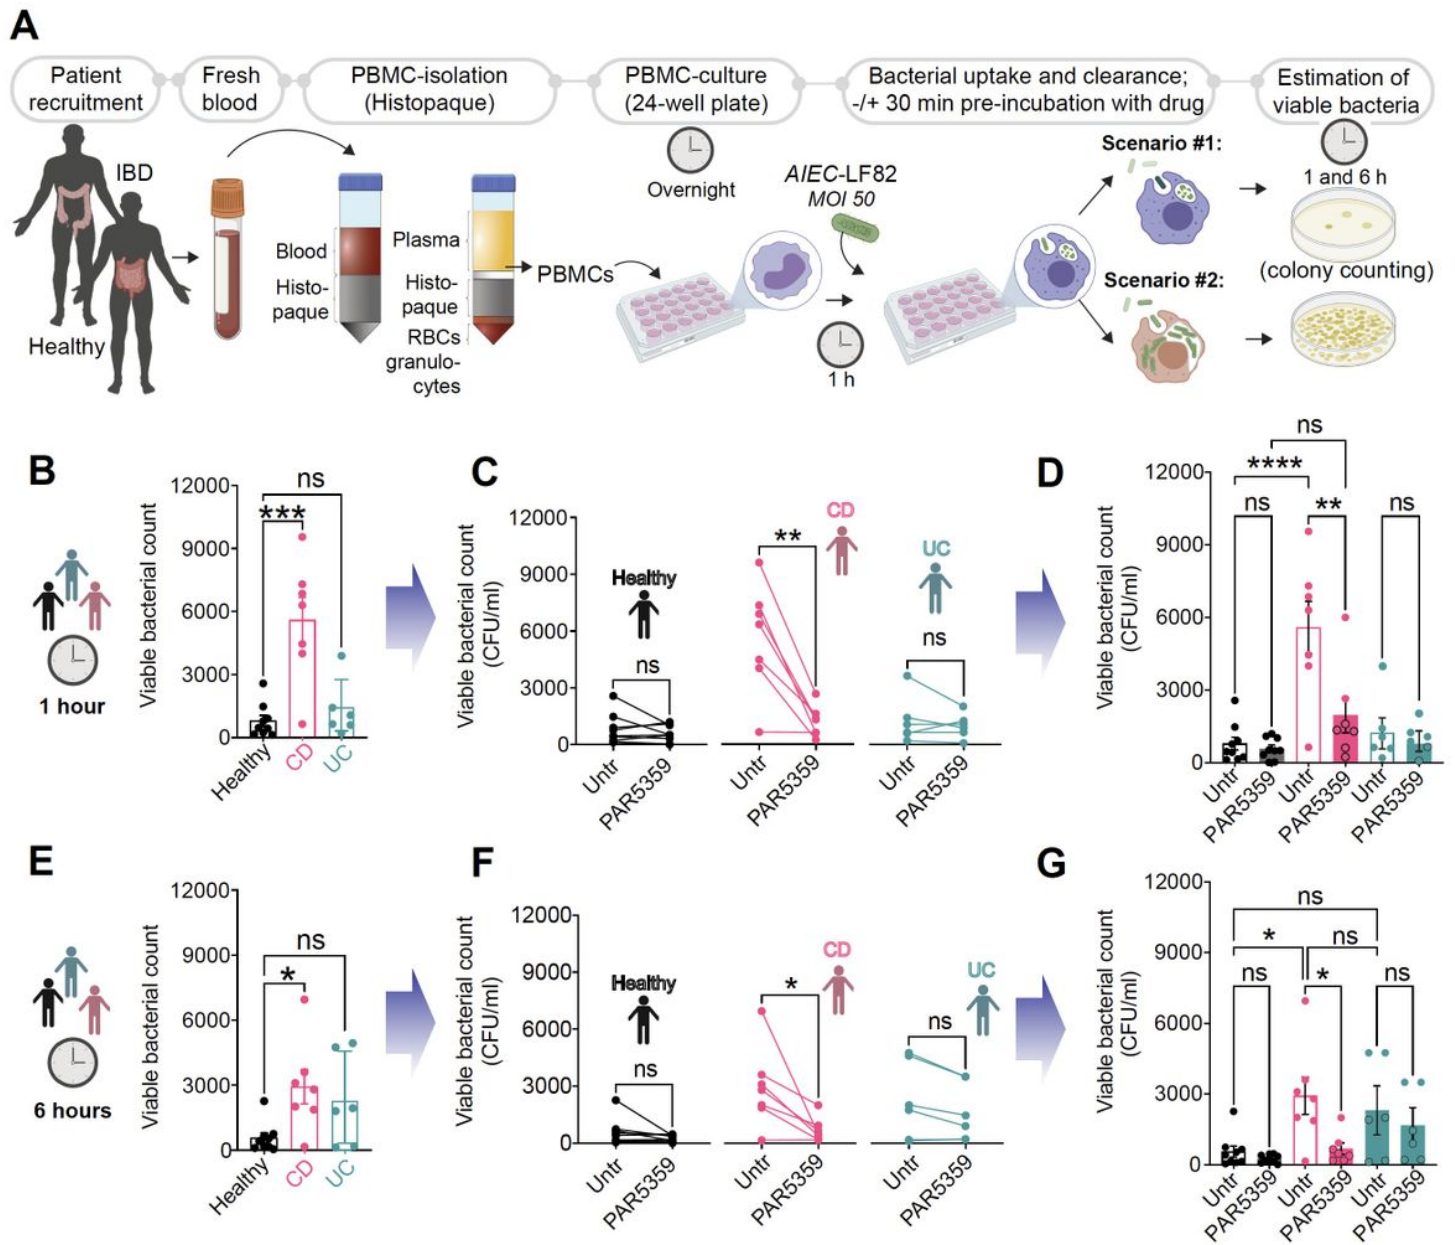 A
Patient
recruitment
Fresh
blood
PBMC-isolation
(Histopaque)
PBMC-culture
(24-well plate)
Bacterial uptake and clearance;
-/+ 30 min pre-incubation with drug
Estimation of
viable bacteria
IBD
Healthy
Blood
Histo-
paque
Plasma
Histo-
paque
RBCs
granulo-
cytes
PBMCs
Overnight
AIEC-LF82
MOI 50
1 h
Scenario #1:
Scenario #2:
1 and 6 h
(colony counting)
B
1 hour
Viable bacterial count
12000
9000
6000
3000
0
ns
***
Healthy
CD
UC
C
Viable bacterial count
(CFU/ml)
12000
9000
6000
3000
0
Healthy
ns
CD
**
UC
ns
Untr
PAR5359
Untr
PAR5359
Untr
PAR5359
D
Viable bacterial count
(CFU/ml)
12000
9000
6000
3000
0
ns
****
ns
**
ns
Untr
PAR5359
Untr
PAR5359
Untr
PAR5359
E
6 hours
Viable bacterial count
12000
9000
6000
3000
0
ns
*
Healthy
CD
UC
F
Viable bacterial count
(CFU/ml)
12000
9000
6000
3000
0
Healthy
ns
CD
*
UC
ns
Untr
PAR5359
Untr
PAR5359
Untr
PAR5359
G
Viable bacterial count
(CFU/ml)
12000
9000
6000
3000
0
ns
*
ns
ns
*
ns
Untr
PAR5359
Untr
PAR5359
Untr
PAR5359